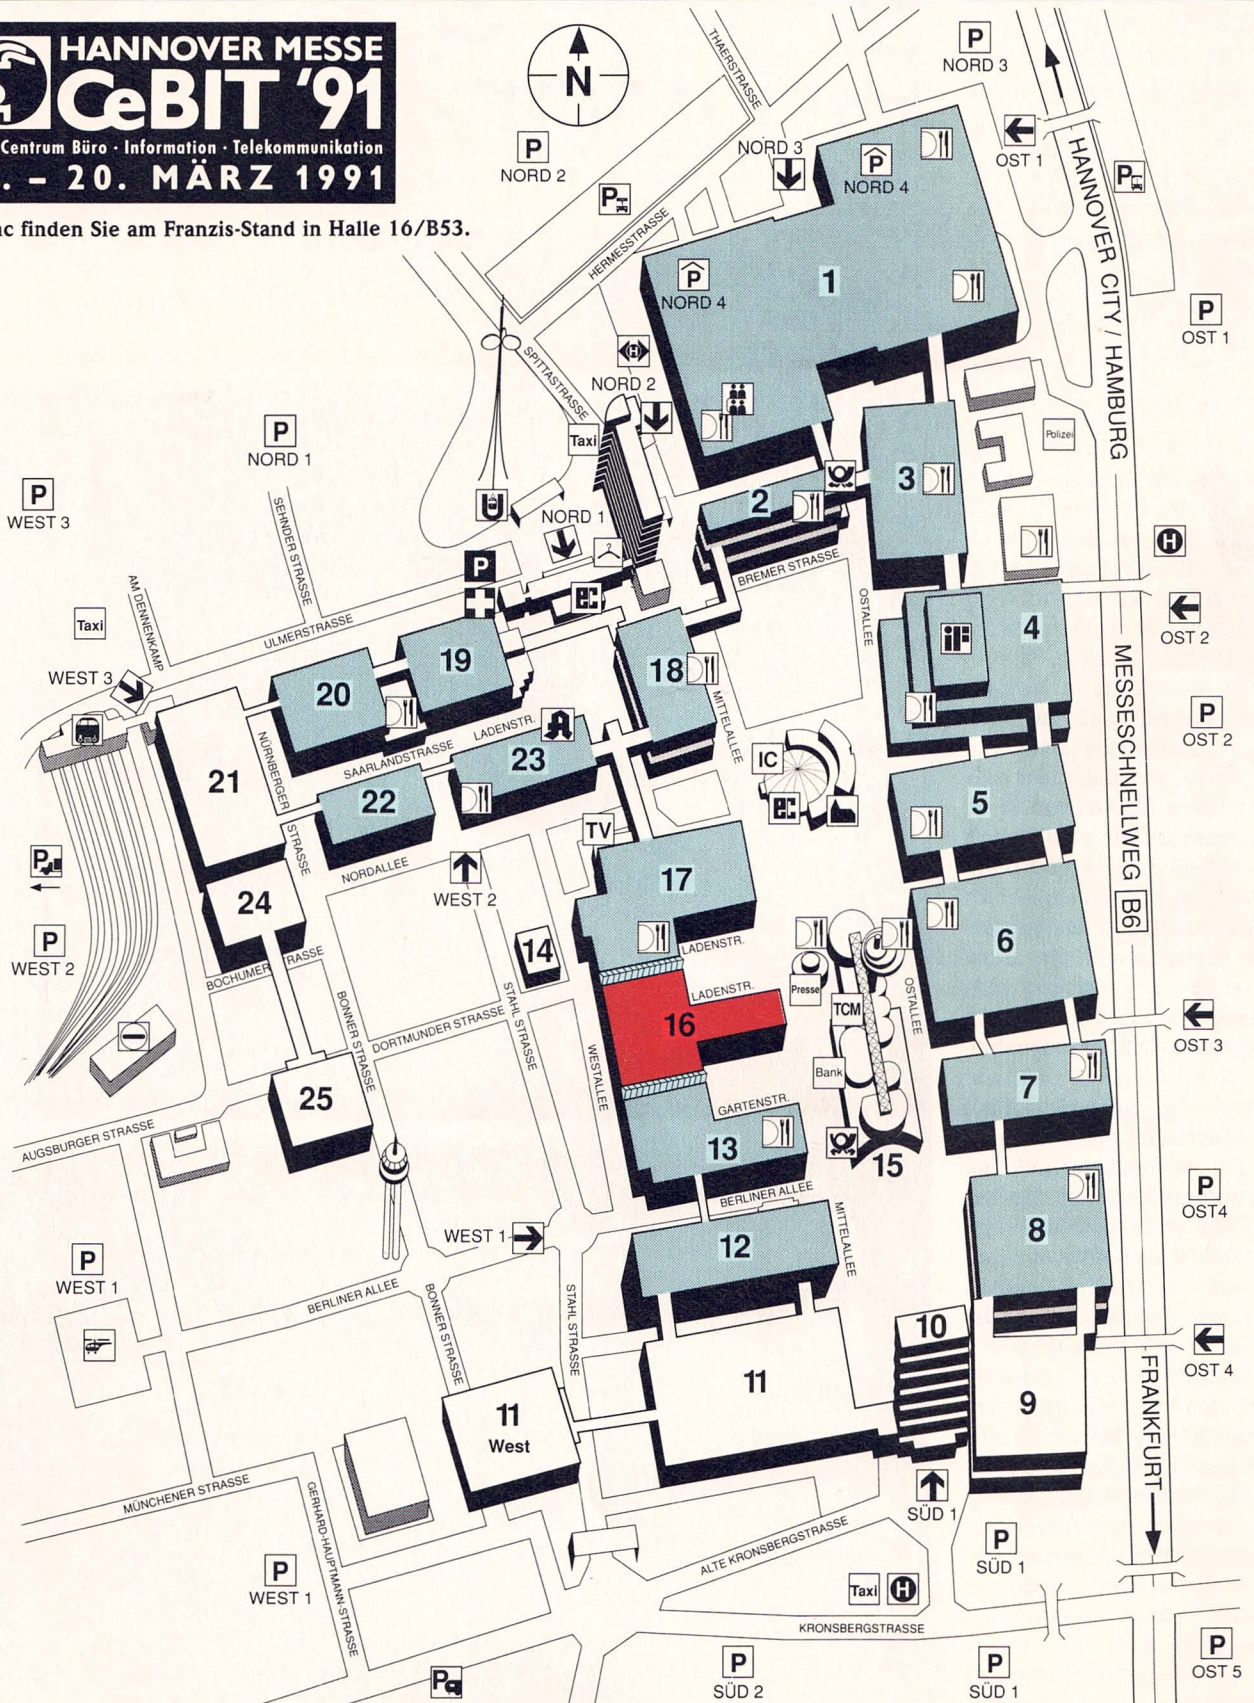 HANNOVER MESSE
CeBIT '91
Centrum Büro · Information · Telekommunikation
. – 20. MÄRZ 1991
finden Sie am Franzis-Stand in Halle 16/B53.
N
P
NORD 3
THAERSTRASSE
P
NORD 2
P
HERMESSTRASSE
NORD 3
P
NORD 4
OST 1
P
HANNOVER CITY / HAMBURG
P
NORD 4
1
P
OST 1
SPITTASTRASSE
H
NORD 2
Taxi
Polizei
P
NORD 1
P
WEST 3
SEHNDER STRASSE
U
NORD 1
2
3
H
BREMER STRASSE
P
EC
OSTALLEE
OST 2
AM DENNENKAMP
Taxi
ULMERSTRASSE
WEST 3
19
20
18
iF
4
MESSESCHNELLWEG B6
P
OST 2
LADENSTR.
SAARLANDSTRASSE
NÜRNBERGER
STRASSE
MITTELALLEE
21
22
23
IC
EC
5
TV
P
NORDALLEE
WEST 2
17
24
14
6
P
WEST 2
BOCHUMER STRASSE
LADENSTR.
LADENSTR.
Presse
TCM
OSTALLEE
BONNER STRASSE
DORTMUNDER STRASSE
STAHL STRASSE
WESTALLEE
16
OST 3
Bank
25
7
AUGSBURGER STRASSE
GARTENSTR.
13
15
BERLINER ALLEE
P
OST4
WEST 1
12
MITTELALLEE
8
P
WEST 1
BERLINER ALLEE
BONNER STRASSE
STAHL STRASSE
10
OST 4
11
9
11
West
FRANKFURT
MÜNCHENER STRASSE
GERHARD-HAUPTMANN-STRASSE
SÜD 1
P
SÜD 1
ALTE KRONSBERGSTRASSE
P
WEST 1
Taxi
H
KRONSBERGSTRASSE
P
P
SÜD 2
P
SÜD 1
P
OST 5